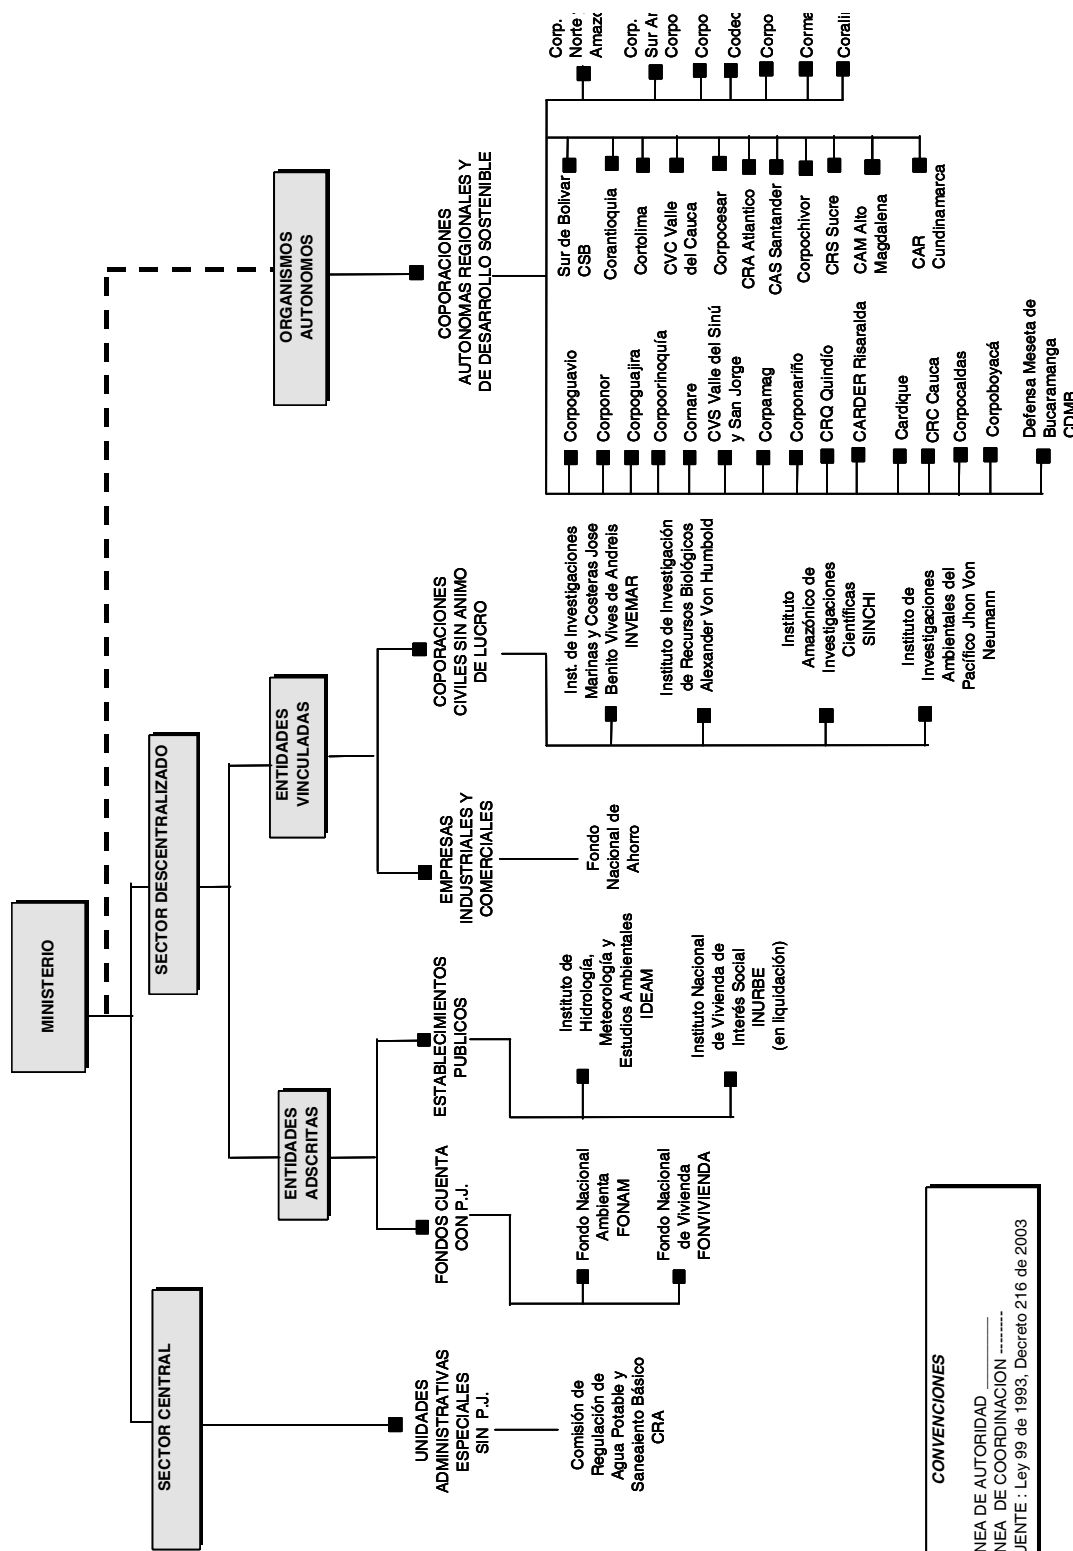 MINISTERIO
SECTOR CENTRAL
SECTOR DESCENTRALIZADO
ENTIDADES
ADSCRITAS
ENTIDADES
VINCULADAS
ORGANISMOS
AUTONOMOS
UNIDADES
ADMINISTRATIVAS
ESPECIALES
SIN P.J.
Comisión de
Regulación de
Agua Potable y
Saneaiento Básico
CRA
FONDOS CUENTA
CON P.J.
Fondo Nacional
Ambienta
FONAM
Fondo Nacional
de Vivienda
FONVIVIENDA
ESTABLECIMIENTOS
PUBLICOS
Instituto de
Hidrología,
Meteorología y
Estudios Ambientales
IDEAM
Instituto Nacional
de Vivienda de
Interés Social
INURBE
(en liquidación)
EMPRESAS
INDUSTRIALES Y
COMERCIALES
Fondo
Nacional de
Ahorro
COPORACIONES
CIVILES SIN ANIMO
DE LUCRO
Inst. de Investigaciones
Marinas y Costeras Jose
Benito Vives de Andreis
INVEMAR
Instituto de Investigación
de Recursos Biológicos
Alexander Von Humbold
Instituto
Amazónico de
Investigaciones
Científicas
SINCHI
Instituto de
Investigaciones
Ambientales del
Pacífico Jhon Von
Neumann
COPORACIONES
AUTONOMAS REGIONALES Y
DE DESARROLLO SOSTENIBLE
Corpoguavio
Corponor
Corpoguajira
Corpoorinoquía
Cornare
CVS Valle del Sinú
y San Jorge
Corpamag
Corponariño
CRQ Quindío
CARDER Risaralda
Cardique
CRC Cauca
Corpocaldas
Corpoboyacá
Defensa Meseta de
Bucaramanga
CDMB
Sur de Bolivar
CSB
Corantioquia
Cortolima
CVC Valle
del Cauca
Corpocesar
CRA Atlantico
CAS Santander
Corpochivor
CRS Sucre
CAM Alto
Magdalena
CAR
Cundinamarca
Corp.
Norte
Amazo
Corp.
Sur
Corpo
Corpo
Codec
Corpo
Corma
Corali
CONVENCIONES
NEA DE AUTORIDAD ________
NEA DE COORDINACION --------
UENTE : Ley 99 de 1993, Decreto 216 de 2003